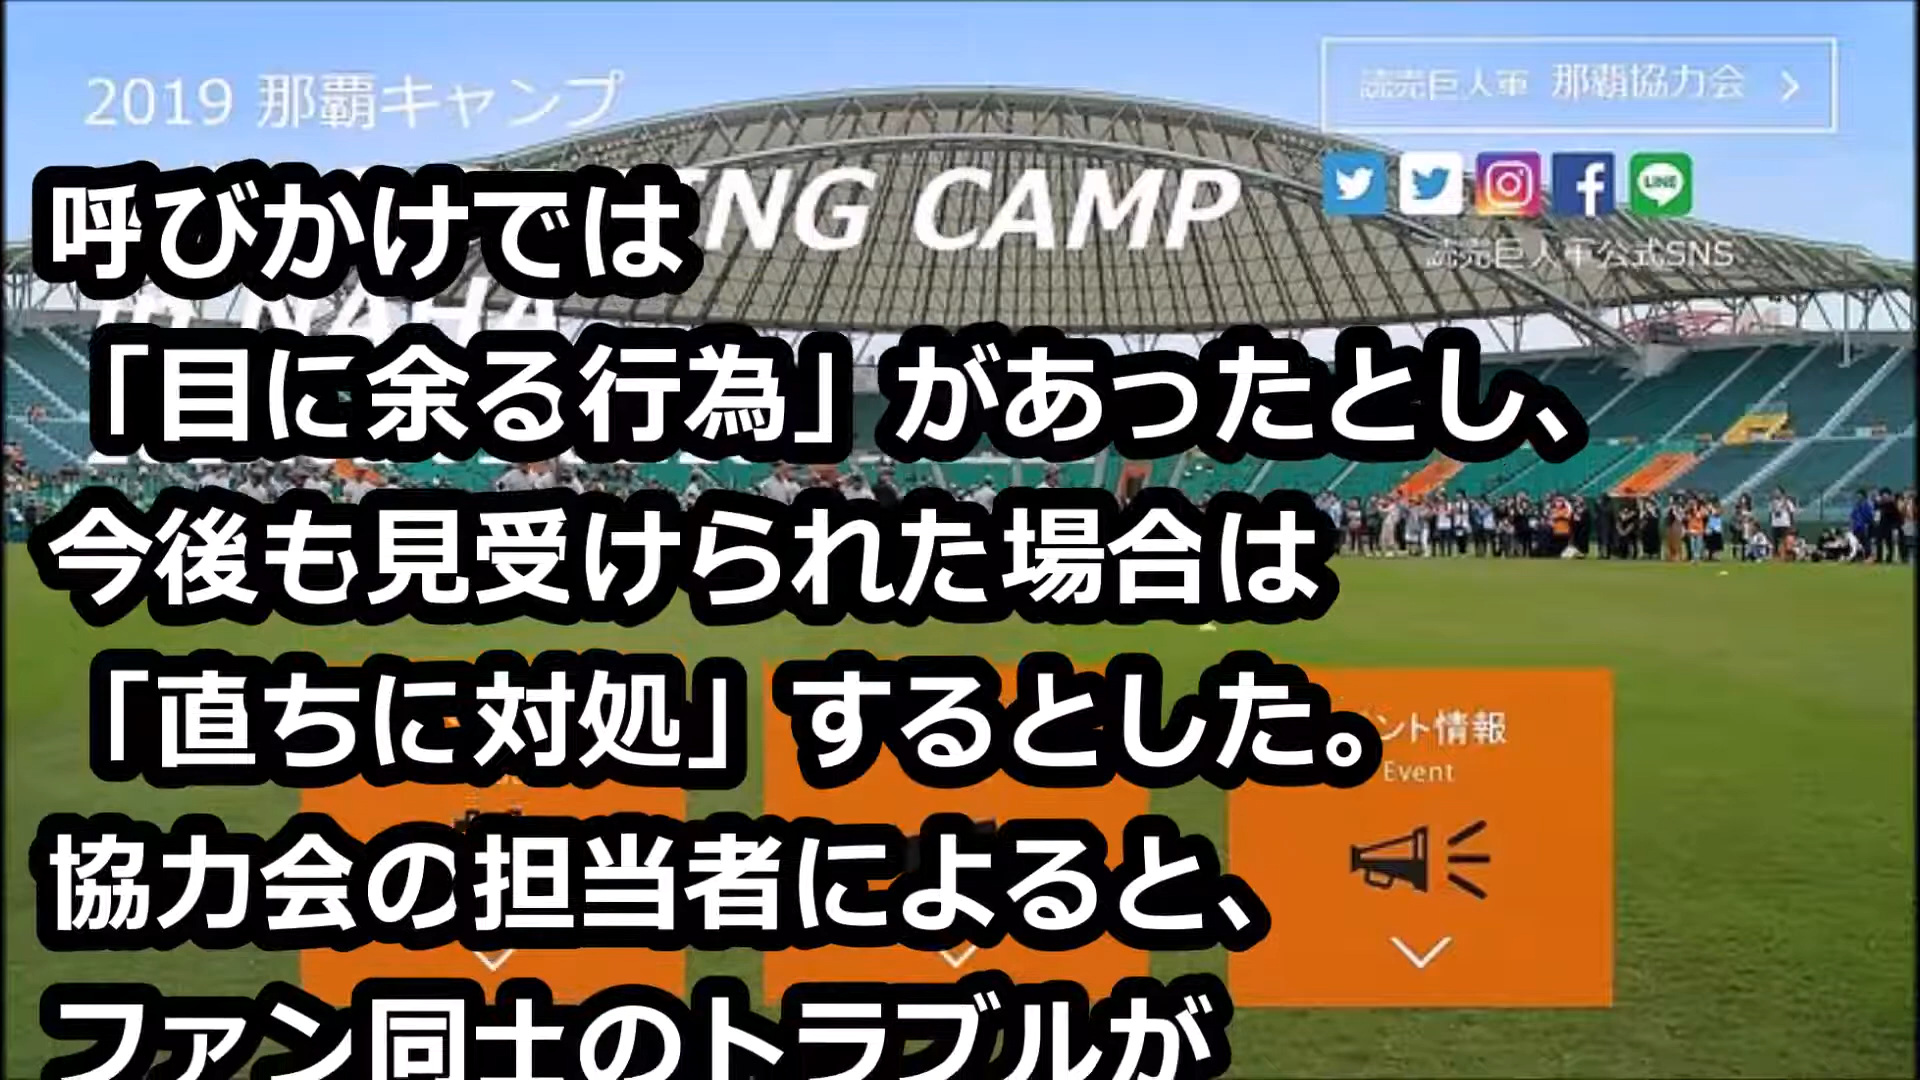 2019 那覇キャンプ
読売巨人軍 那覇協力会
ING CAMP
in NAHA
LINE
読売巨人軍公式SNS
呼びかけでは
「目に余る行為」があったとし、
今後も見受けられた場合は
「直ちに対処」するとした。
ント情報
Event
協力会の担当者によると、
ファン同士のトラブルが